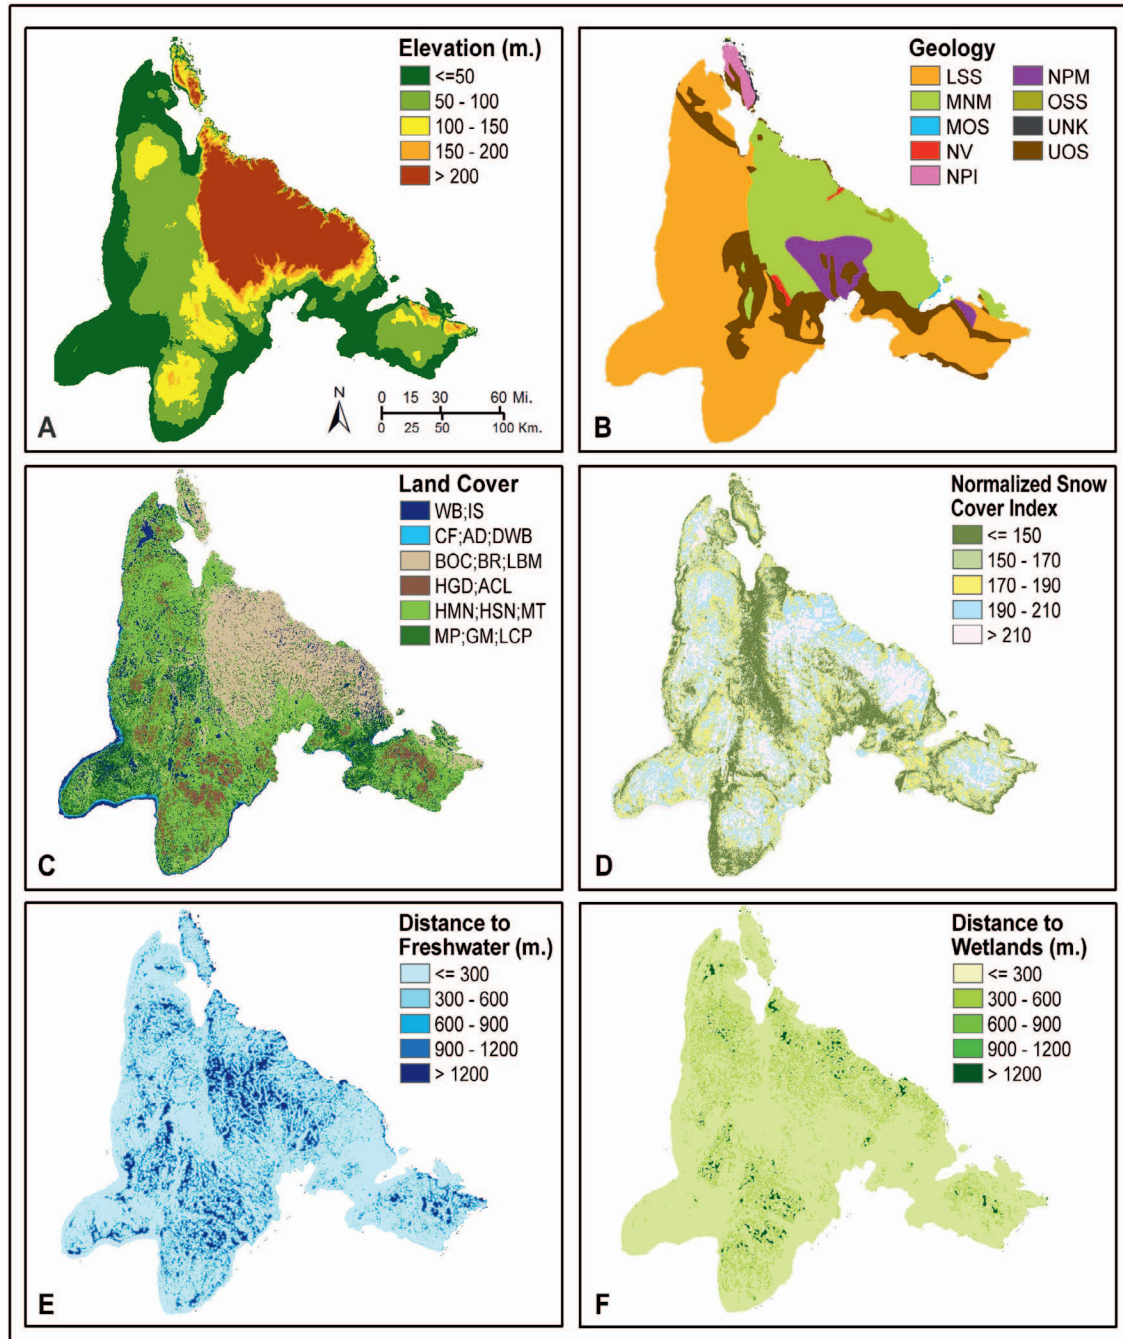 Elevation (m.)
<=50
50 - 100
100 - 150
150 - 200
> 200
N
0 15 30 60 Mi.
0 25 50 100 Km.
A
Geology
LSS NPM
MNM OSS
MOS UNK
NV UOS
NPI
B
Land Cover
WB;IS
CF;AD;DWB
BOC;BR;LBM
HGD;ACL
HMN;HSN;MT
MP;GM;LCP
C
Normalized Snow
Cover Index
<= 150
150 - 170
170 - 190
190 - 210
> 210
D
Distance to
Freshwater (m.)
<= 300
300 - 600
600 - 900
900 - 1200
> 1200
E
Distance to
Wetlands (m.)
<= 300
300 - 600
600 - 900
900 - 1200
> 1200
F